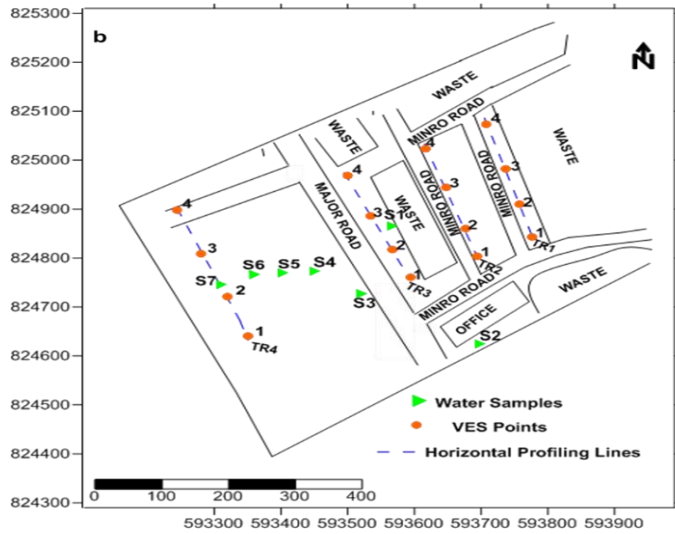 825300
b
825200
825100
825000
824900
824800
824700
824600
824500
824400
824300
N
WASTE
MINRO ROAD
WASTE
WASTE
MAJOR ROAD
WASTE
MINRO ROAD
MINRO ROAD
4
3
2
1
TR1
4
3
2
1
TR2
4
3
S1
2
1
TR3
4
3
S7
2
1
TR4
S6
S5
S4
S3
MINRO ROAD
OFFICE
WASTE
S2
Water Samples
VES Points
Horizontal Profiling Lines
0 100 200 300 400
593300 593400 593500 593600 593700 593800 593900